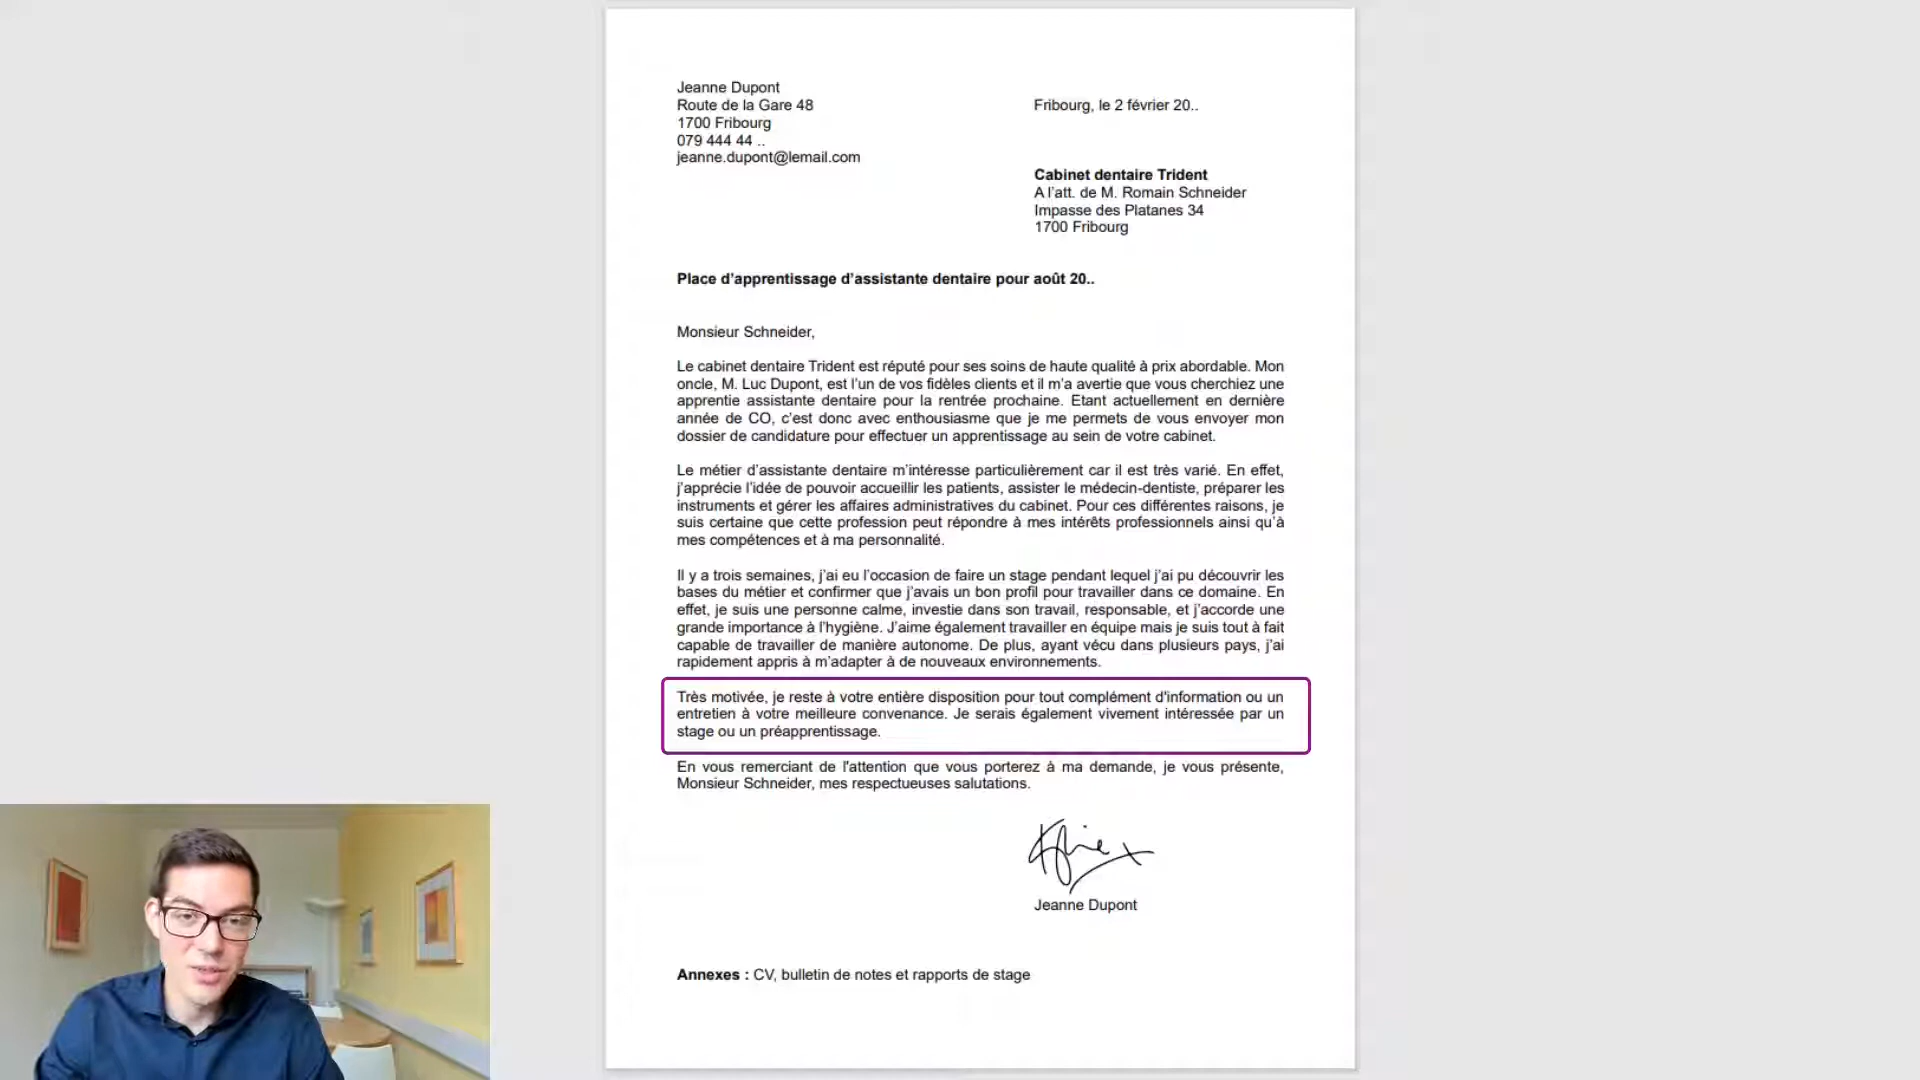 Jeanne Dupont
Route de la Gare 48
1700 Fribourg
079 444 44 ..
jeanne.dupont@lemail.com
Fribourg, le 2 février 20..
Cabinet dentaire Trident
A l'att. de M. Romain Schneider
Impasse des Platanes 34
1700 Fribourg
Place d'apprentissage d'assistante dentaire pour août 20..
Monsieur Schneider,
Le cabinet dentaire Trident est réputé pour ses soins de haute qualité à prix abordable. Mon
oncle, M. Luc Dupont, est l'un de vos fidèles clients et il m'a avertie que vous cherchiez une
apprentie assistante dentaire pour la rentrée prochaine. Etant actuellement en dernière
année de CO, c'est donc avec enthousiasme que je me permets de vous envoyer mon
dossier de candidature pour effectuer un apprentissage au sein de votre cabinet.
Le métier d'assistante dentaire m'intéresse particulièrement car il est très varié. En effet,
j'apprécie l'idée de pouvoir accueillir les patients, assister le médecin-dentiste, préparer les
instruments et gérer les affaires administratives du cabinet. Pour ces différentes raisons, je
suis certaine que cette profession peut répondre à mes intérêts professionnels ainsi qu'à
mes compétences et à ma personnalité.
Il y a trois semaines, j'ai eu l'occasion de faire un stage pendant lequel j'ai pu découvrir les
bases du métier et confirmer que j'avais un bon profil pour travailler dans ce domaine. En
effet, je suis une personne calme, investie dans son travail, responsable, et j'accorde une
grande importance à l'hygiène. J'aime également travailler en équipe mais je suis tout à fait
capable de travailler de manière autonome. De plus, ayant vécu dans plusieurs pays, j'ai
rapidement appris à m'adapter à de nouveaux environnements.
Très motivée, je reste à votre entière disposition pour tout complément d'information ou un
entretien à votre meilleure convenance. Je serais également vivement intéressée par un
stage ou un préapprentissage.
En vous remerciant de l'attention que vous porterez à ma demande, je vous présente,
Monsieur Schneider, mes respectueuses salutations.
Jeanne Dupont
Annexes : CV, bulletin de notes et rapports de stage